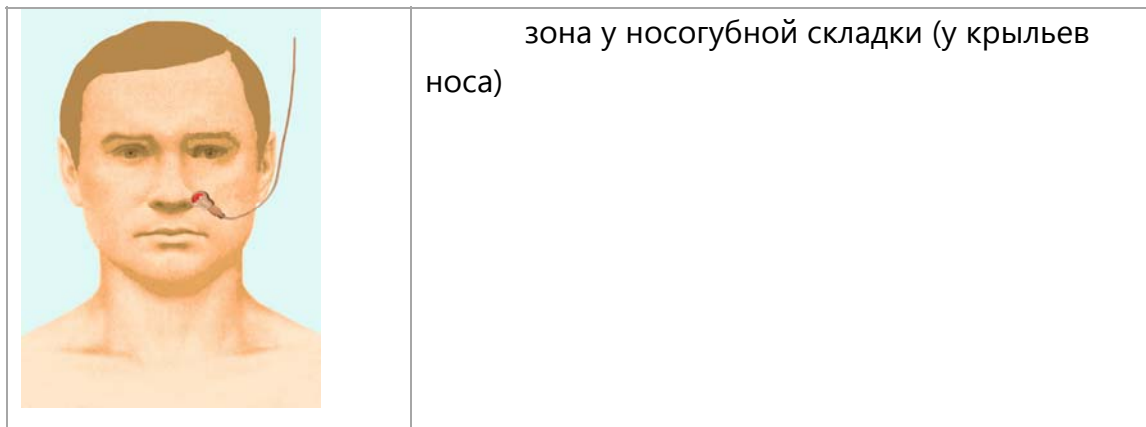 зона у носогубной складки (у крыльев
носа)